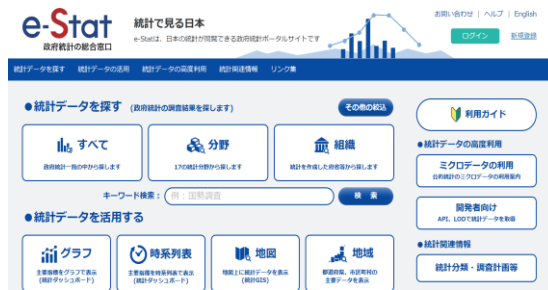 e-Stat
政府統計の総合窓口
統計で見る日本
e-Statは、日本の統計が閲覧できる政府統計ポータルサイトです
お問い合わせ | ヘルプ | English
ログイン 新規登録
統計データを探す 統計データの活用 統計データの高度利用 統計関連情報 リンク集
●統計データを探す (政府統計の調査結果を探します) その他の絞込
すべて
政府統計一覧の中から探します
分野
17の統計分野から探します
組織
統計を作成した府省等から探します
キーワード検索: 例:国勢調査 検 索
●統計データを活用する
グラフ
主要指標をグラフで表示
(統計ダッシュボード)
時系列表
主要指標を時系列表で表示
(統計ダッシュボード)
地図
地図上に統計データを表示
(統計GIS)
地域
都道府県、市区町村の
主要データを表示
利用ガイド
●統計データの高度利用
ミクロデータの利用
公的統計のミクロデータの利用案内
開発者向け
API、LODで統計データを取得
●統計関連情報
統計分類・調査計画等